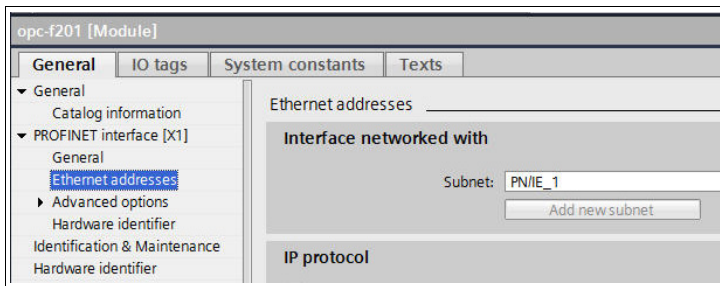 opc-f201 [Module]
General IO tags System constants Texts
General
Catalog information
PROFINET interface [X1]
General
Ethernet addresses
Advanced options
Hardware identifier
Identification & Maintenance
Hardware identifier
Ethernet addresses
Interface networked with
Subnet: PN/IE_1
Add new subnet
IP protocol